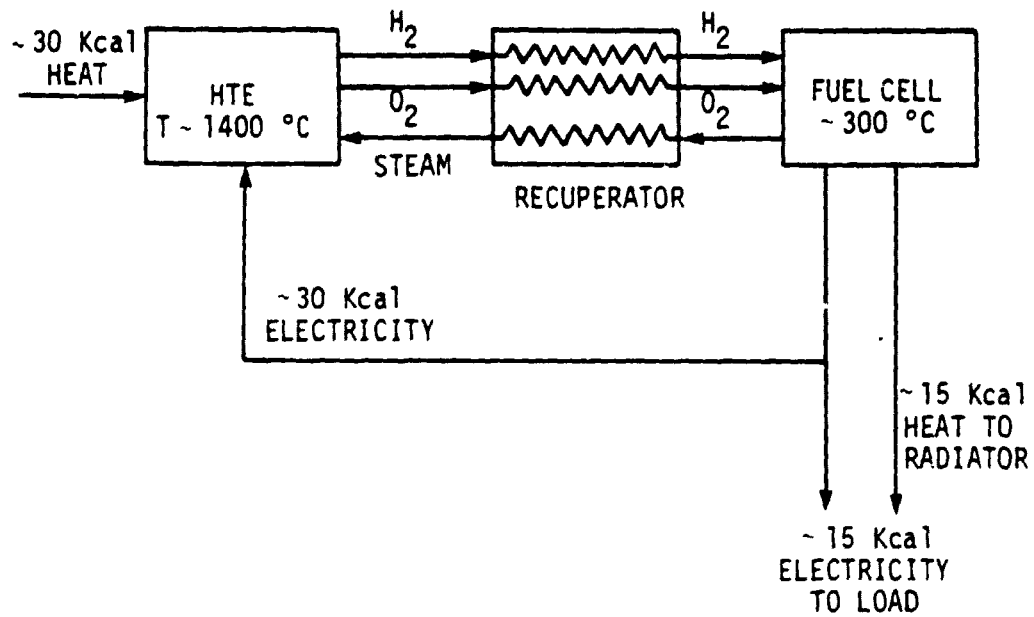 ~30 Kcal
HEAT
HTE
T ~ 1400 °C
H2
O2
STEAM
RECUPERATOR
H2
O2
FUEL CELL
~ 300 °C
~30 Kcal
ELECTRICITY
~15 Kcal
HEAT TO
RADIATOR
~ 15 Kcal
ELECTRICITY
TO LOAD